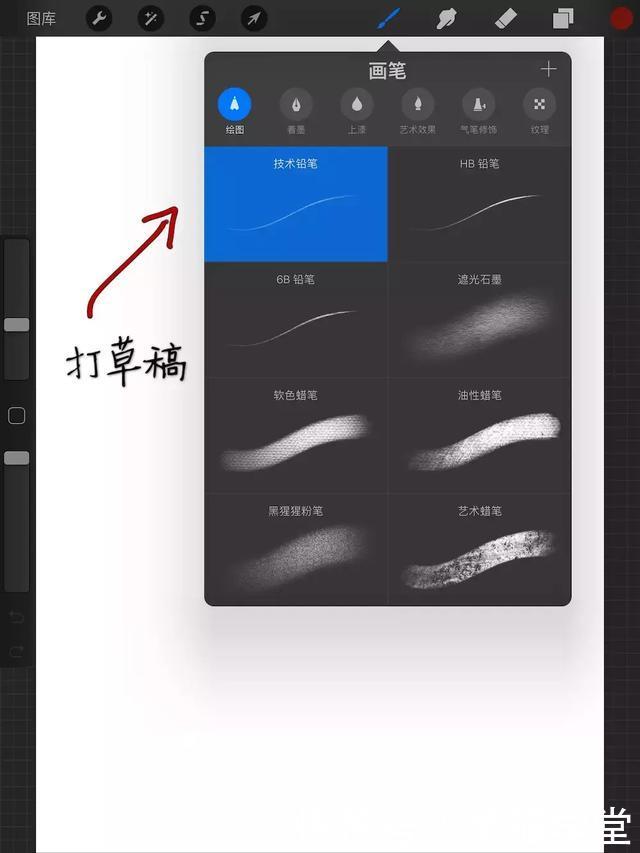 图库
画笔
绘图
着墨
上漆
艺术效果
气笔修饰
纹理
技术铅笔
HB 铅笔
6B 铅笔
遮光石墨
软色蜡笔
油性蜡笔
黑猩猩粉笔
艺术蜡笔
打草稿
堂